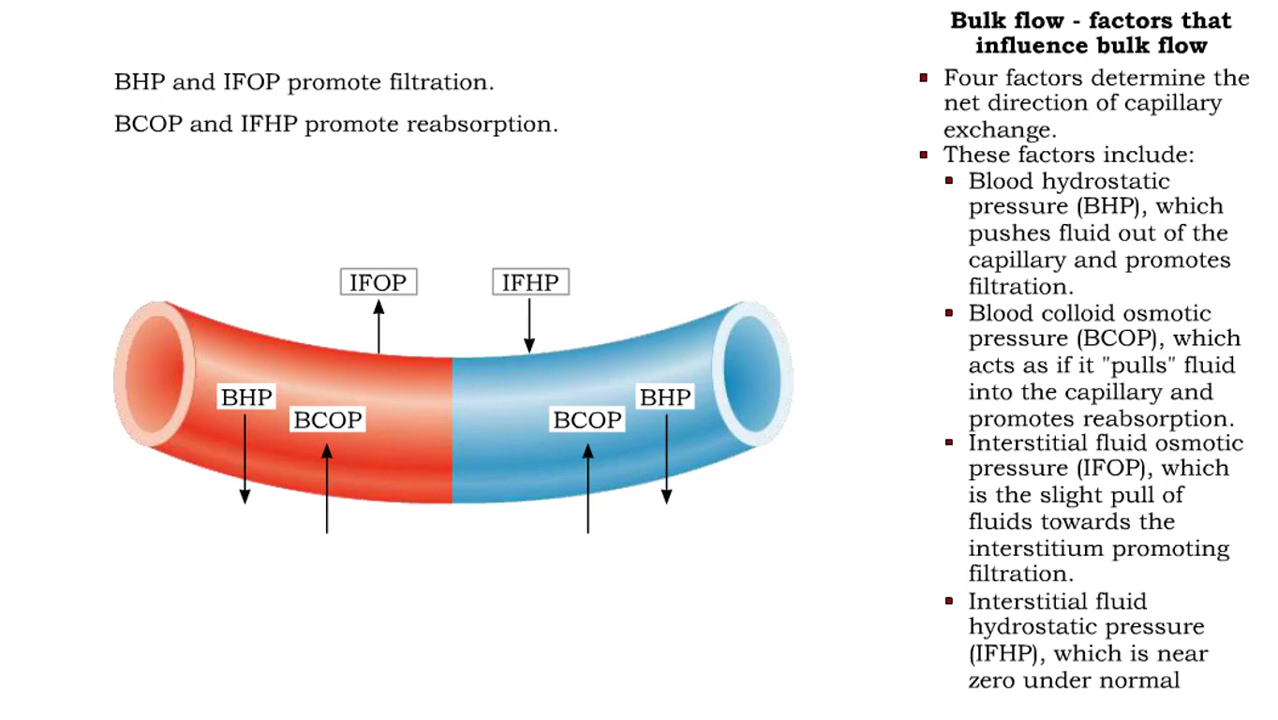 BHP and IFOP promote filtration.
BCOP and IFHP promote reabsorption.
IFOP
IFHP
BHP
BCOP
BCOP
BHP
Bulk flow - factors that
influence bulk flow
Four factors determine the
net direction of capillary
exchange.
These factors include:
Blood hydrostatic
pressure (BHP), which
pushes fluid out of the
capillary and promotes
filtration.
Blood colloid osmotic
pressure (BCOP), which
acts as if it "pulls" fluid
into the capillary and
promotes reabsorption.
Interstitial fluid osmotic
pressure (IFOP), which
is the slight pull of
fluids towards the
interstitium promoting
filtration.
Interstitial fluid
hydrostatic pressure
(IFHP), which is near
zero under normal